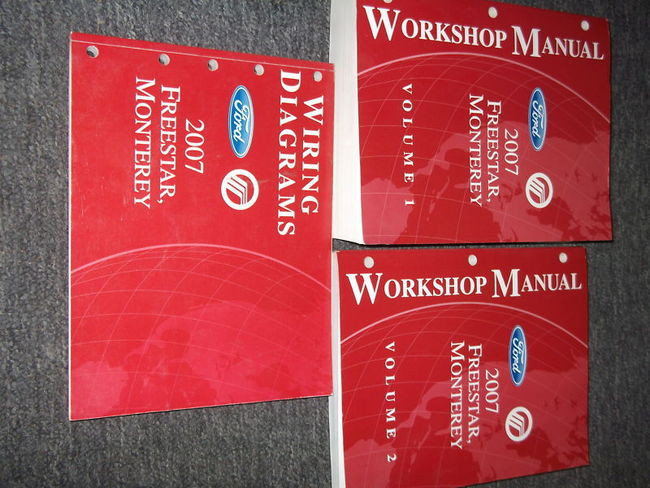 WIRING
DIAGRAMS
Ford
2007
FREESTAR,
MONTEREY
WORKSHOP MANUAL
Ford
2007
FREESTAR,
MONTEREY
VOLUME 1
WORKSHOP MANUAL
Ford
2007
FREESTAR,
MONTEREY
VOLUME 2